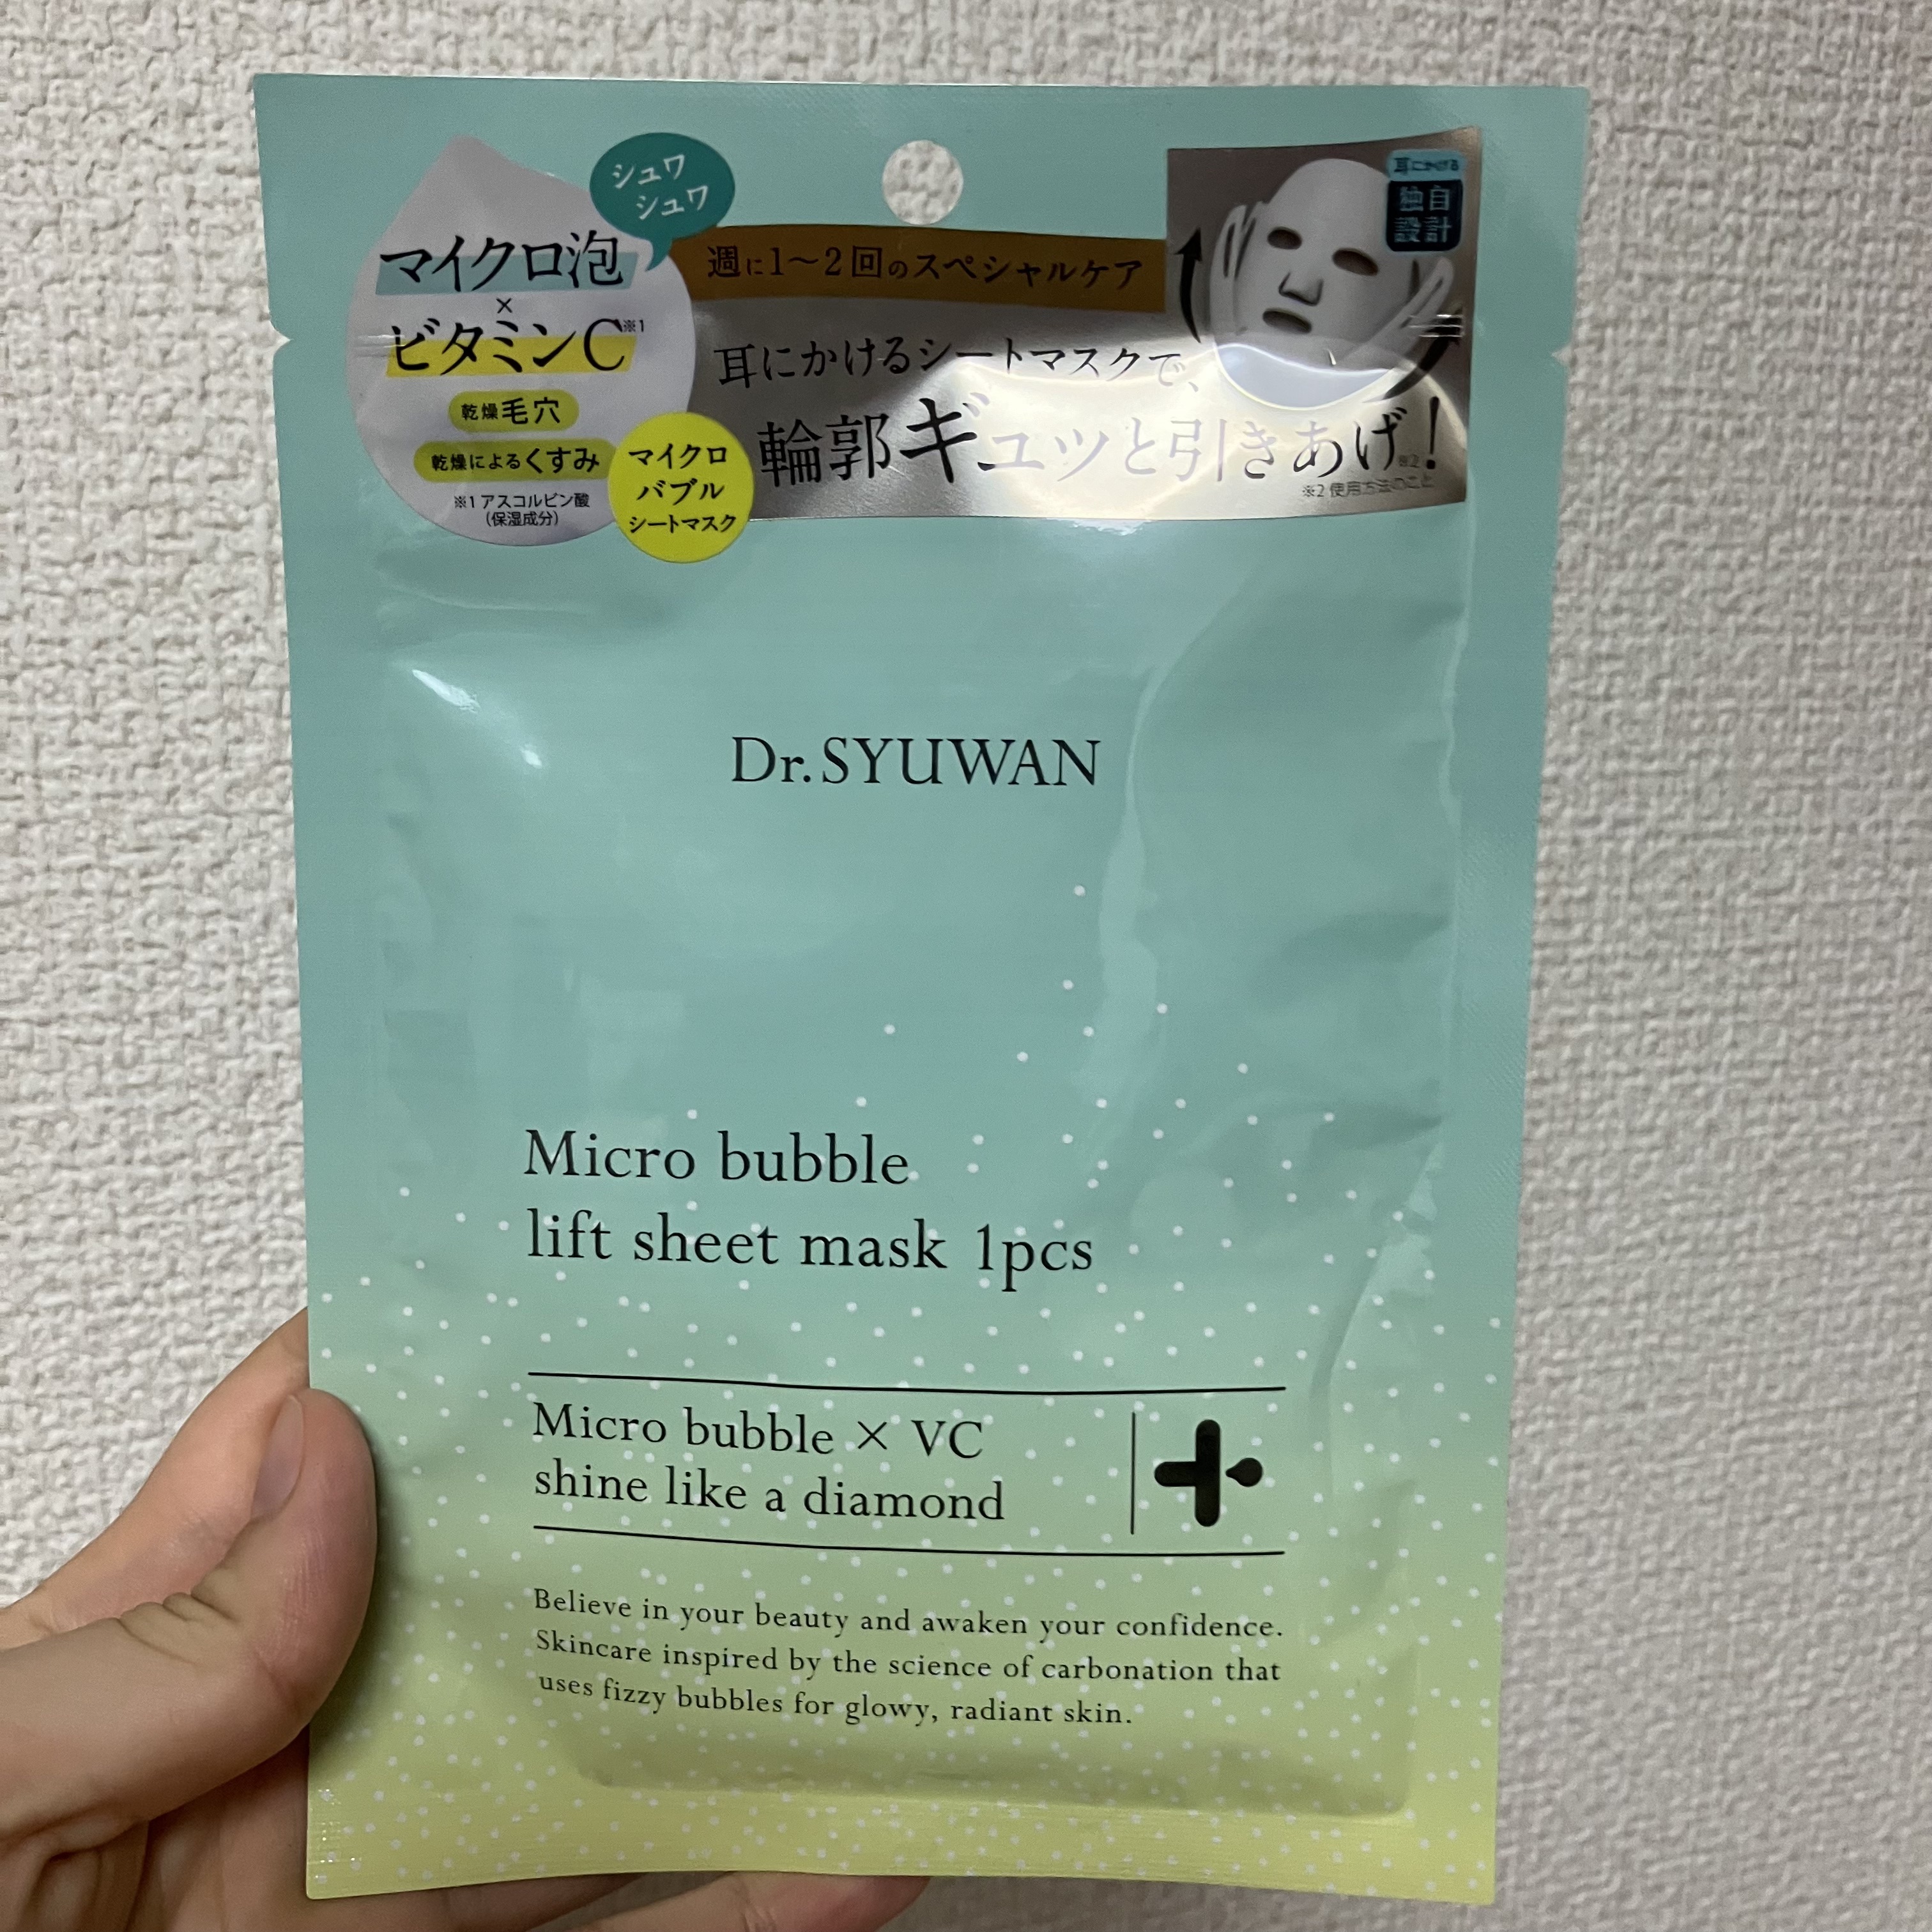 シュワ
シュワ
マイクロ泡
×
ビタミンC※1
乾燥毛穴
乾燥によるくすみ
※1 アスコルビン酸
(保湿成分)
マイクロ
バブル
シートマスク
週に1〜2回のスペシャルケア
耳にかけるシートマスクで、
輪郭ギュッと引きあげ※2!
※2 使用方法のこと
耳にかける
独自
設計
Dr.SYUWAN
Micro bubble
lift sheet mask 1pcs
Micro bubble × VC
shine like a diamond
Believe in your beauty and awaken your confidence.
Skincare inspired by the science of carbonation that
uses fizzy bubbles for glowy, radiant skin.